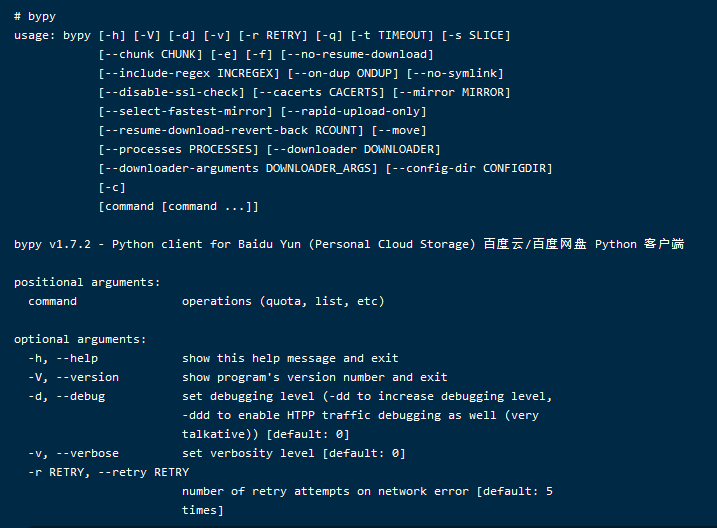 # bypy
usage: bypy [-h] [-V] [-d] [-v] [-r RETRY] [-q] [-t TIMEOUT] [-s SLICE]
[--chunk CHUNK] [-e] [-f] [--no-resume-download]
[--include-regex INCREGEX] [--on-dup ONDUP] [--no-symlink]
[--disable-ssl-check] [--cacerts CACERTS] [--mirror MIRROR]
[--select-fastest-mirror] [--rapid-upload-only]
[--resume-download-revert-back RCOUNT] [--move]
[--processes PROCESSES] [--downloader DOWNLOADER]
[--downloader-arguments DOWNLOADER_ARGS] [--config-dir CONFIGDIR]
[-c]
[command [command ...]]
bypy v1.7.2 - Python client for Baidu Yun (Personal Cloud Storage) 百度云/百度网盘 Python 客户端
positional arguments:
command operations (quota, list, etc)
optional arguments:
-h, --help show this help message and exit
-V, --version show program's version number and exit
-d, --debug set debugging level (-dd to increase debugging level,
-ddd to enable HTPP traffic debugging as well (very
talkative)) [default: 0]
-v, --verbose set verbosity level [default: 0]
-r RETRY, --retry RETRY
number of retry attempts on network error [default: 5
times]